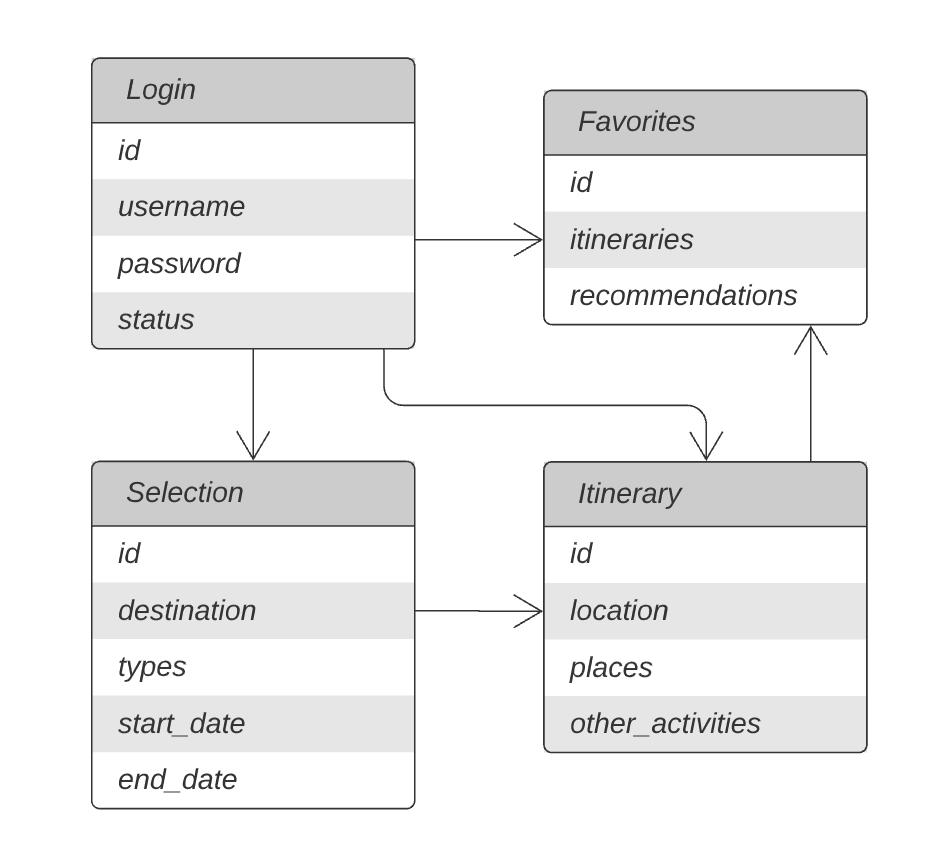 Login
id
username
password
status
Favorites
id
itineraries
recommendations
Selection
id
destination
types
start_date
end_date
Itinerary
id
location
places
other_activities